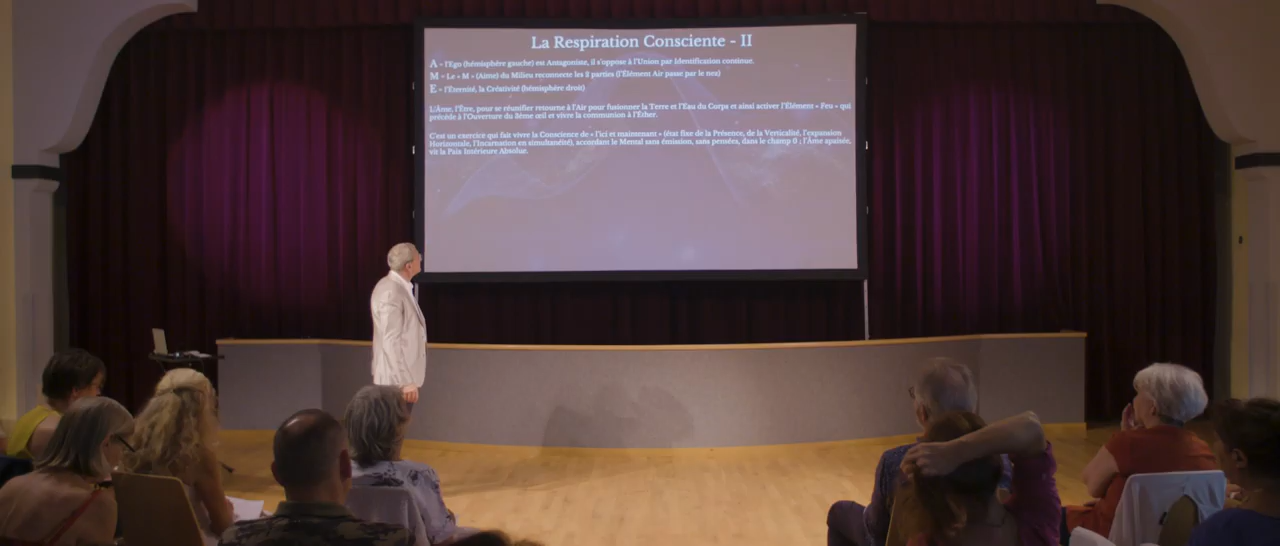 La Respiration Consciente - II
A = l'Ego (hémisphère gauche) est Antagoniste, il s'oppose à l'Union par Identification continue.
M = Le « M » (Aime) du Milieu reconnecte les 2 parties (l'Élément Air passe par le nez)
E = l'Éternité, la Créativité (hémisphère droit)
L'Âme, l'Être, pour se réunifier retourne à l'Air pour fusionner la Terre et l'Eau du Corps et ainsi activer l'Élément « Feu » qui
précède à l'Ouverture du 3ème œil et vivre la communion à l'Éther.
C'est un exercice qui fait vivre la Conscience de « l'ici et maintenant » (état fixe de la Présence, de la Verticalité, l'expansion
Horizontale, l'Incarnation en simultanéité), accordant le Mental sans émission, sans pensées, dans le champ 0 ; l'Âme apaisée,
vit la Paix Intérieure Absolue.